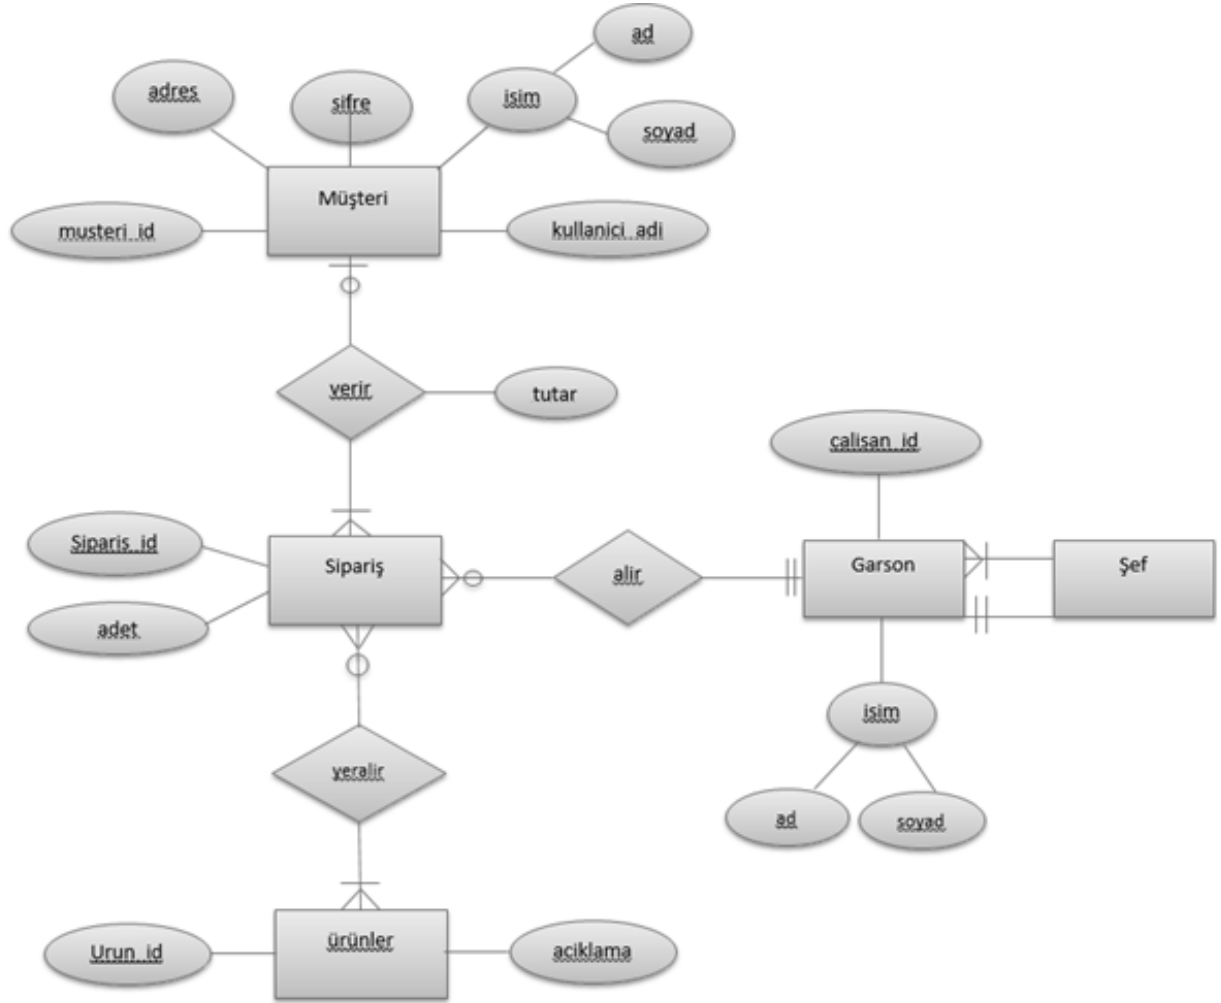 ad
adres
sifre
isim
soyad
Müşteri
musteri_id
kullanici_adi
verir
tutar
calisan_id
Siparis_id
Sipariş
alir
Garson
Şef
adet
isim
yeralir
ad
soyad
ürünler
Urun_id
aciklama